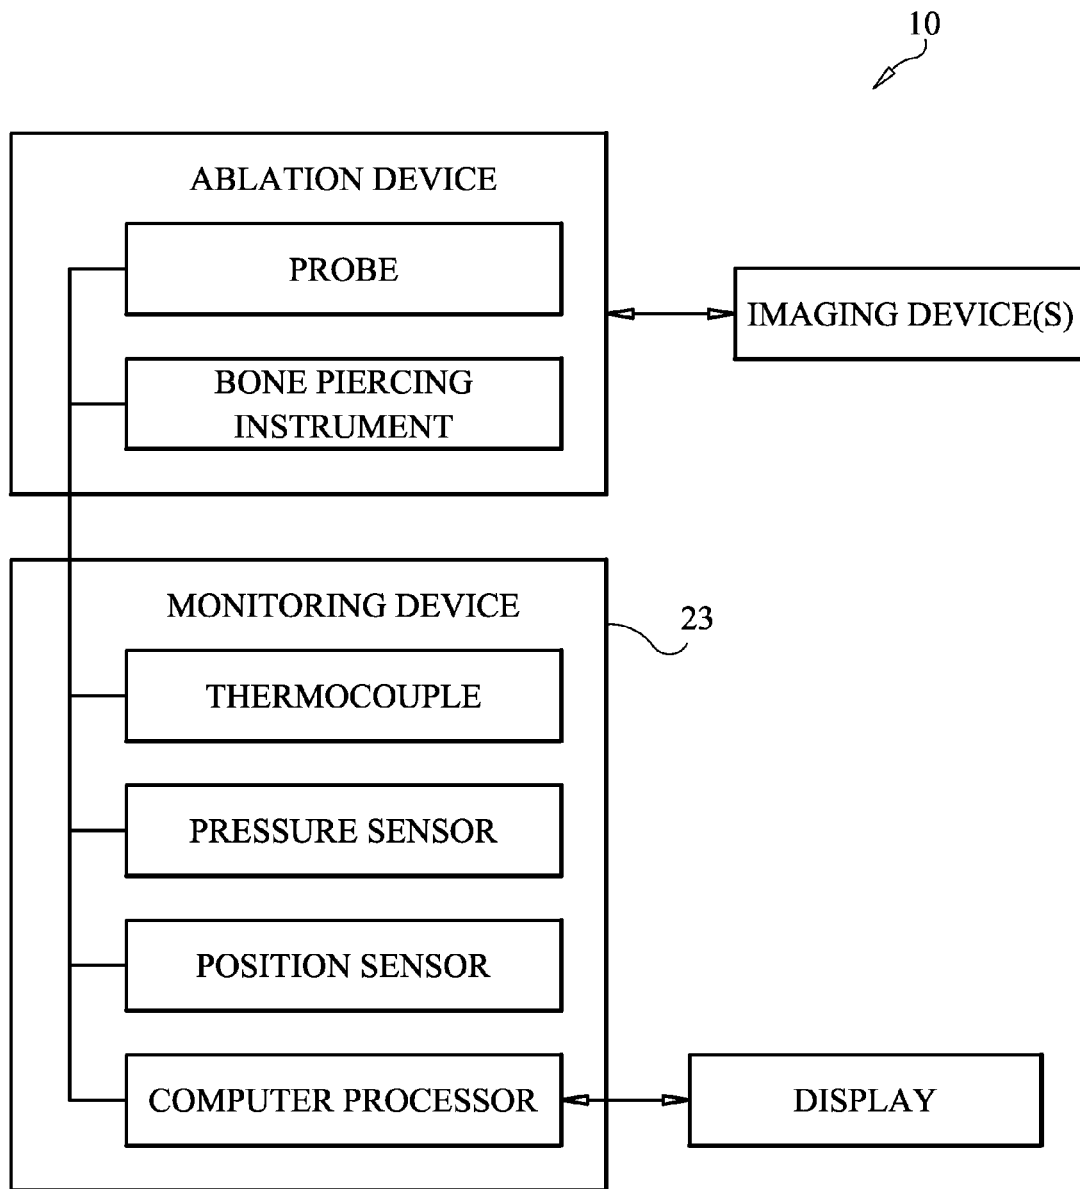 10
ABLATION DEVICE
PROBE
IMAGING DEVICE(S)
BONE PIERCING
INSTRUMENT
MONITORING DEVICE
23
THERMOCOUPLE
PRESSURE SENSOR
POSITION SENSOR
COMPUTER PROCESSOR
DISPLAY